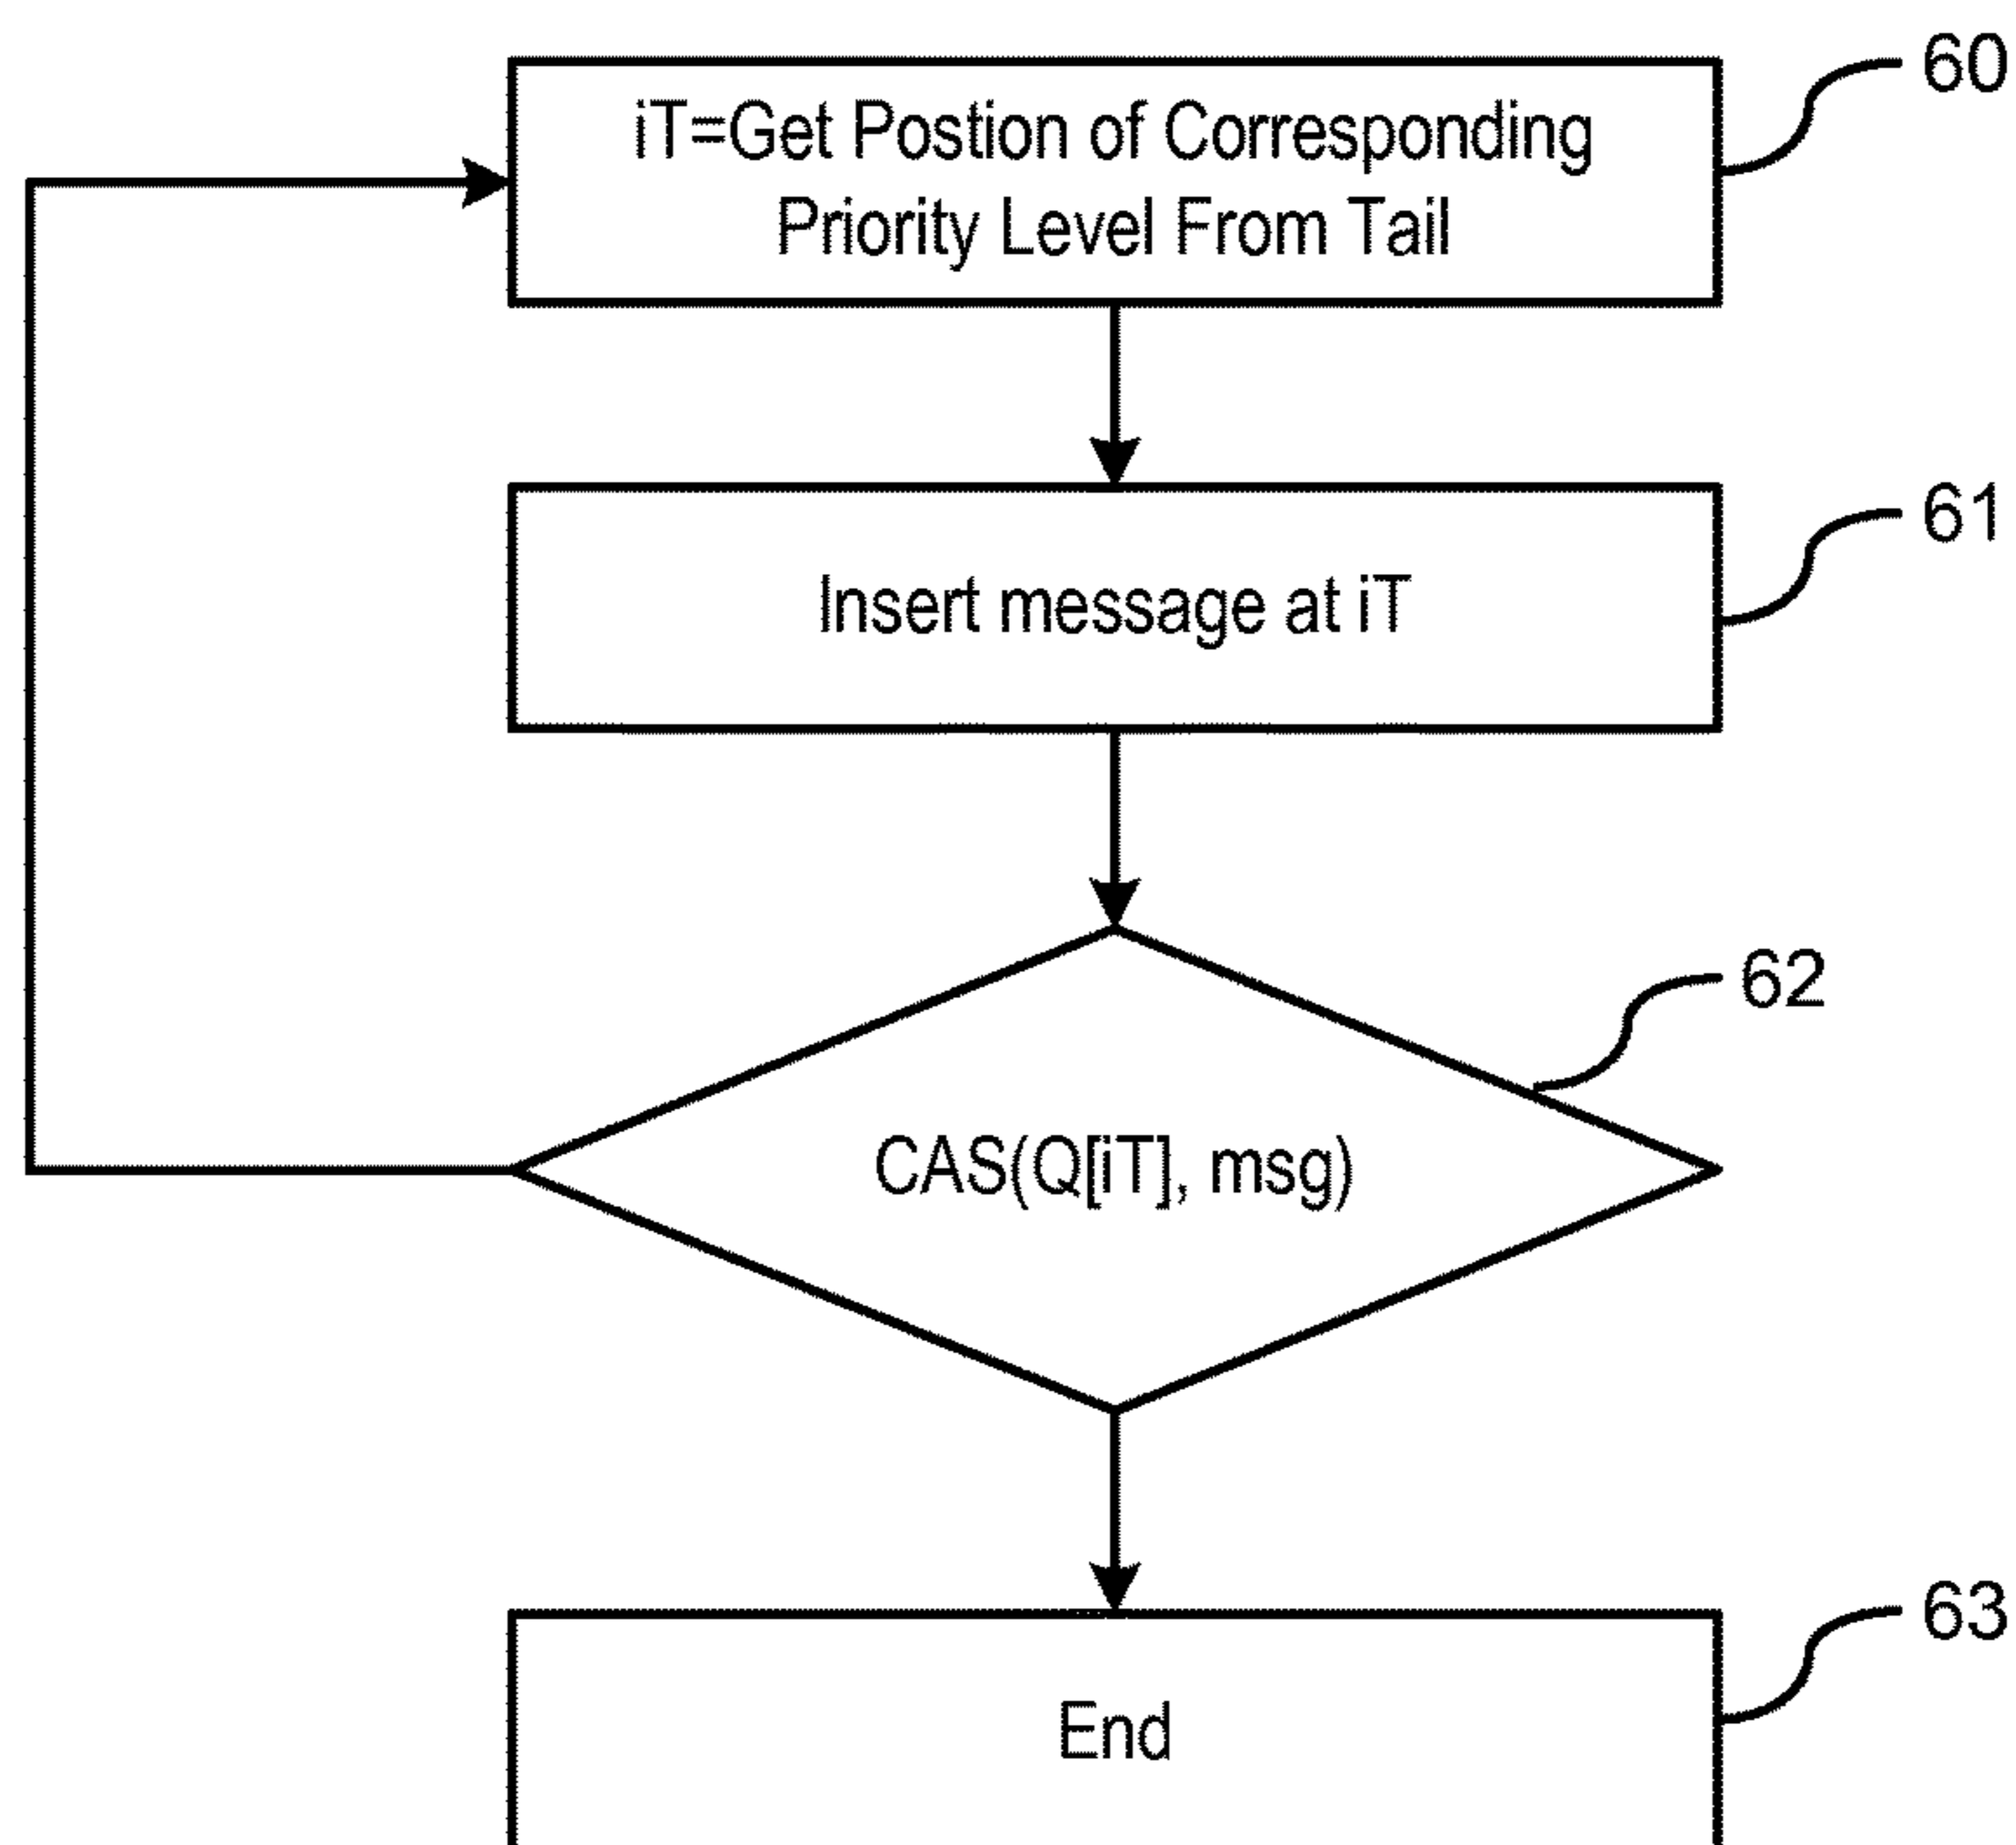 60
iT=Get Postion of Corresponding
Priority Level From Tail
61
Insert message at iT
62
CAS(Q[iT], msg)
63
End